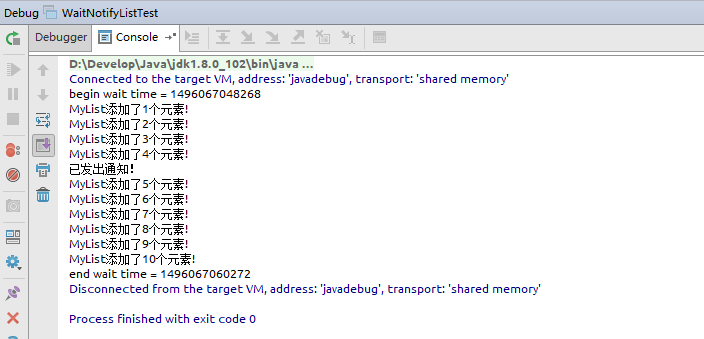 Debug WaitNotifyListTest
Debugger Console
D:\Develop\Java\jdk1.8.0_102\bin\java ...
Connected to the target VM, address: 'javadebug', transport: 'shared memory'
begin wait time = 1496067048268
MyList添加了1个元素!
MyList添加了2个元素!
MyList添加了3个元素!
MyList添加了4个元素!
已发出通知!
MyList添加了5个元素!
MyList添加了6个元素!
MyList添加了7个元素!
MyList添加了8个元素!
MyList添加了9个元素!
MyList添加了10个元素!
end wait time = 1496067060272
Disconnected from the target VM, address: 'javadebug', transport: 'shared memory'
Process finished with exit code 0